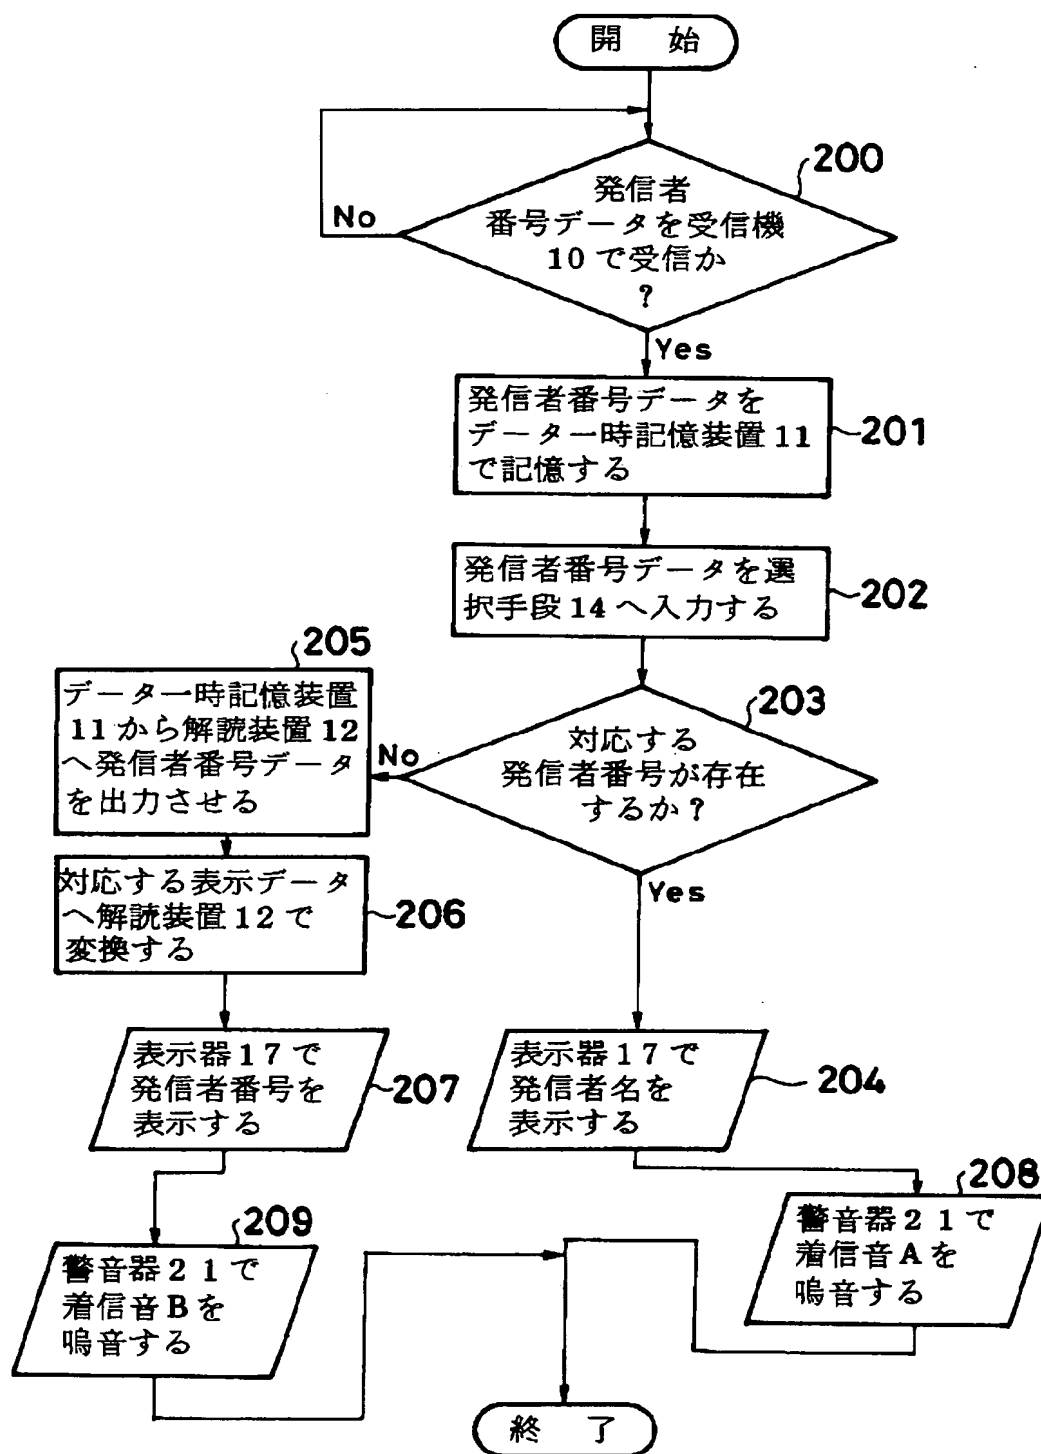 開 始
200
発信者
番号データを受信機
10で受信か
?
No
Yes
発信者番号データを
データ一時記憶装置11
で記憶する
201
発信者番号データを選
択手段14へ入力する
202
203
対応する
発信者番号が存在
するか?
No
Yes
205
データ一時記憶装置
11から解読装置12
へ発信者番号データ
を出力させる
対応する表示データ
へ解読装置12で
変換する
206
表示器17で
発信者番号を
表示する
207
表示器17で
発信者名を
表示する
204
208
警音器21で
着信音Aを
鳴音する
209
警音器21で
着信音Bを
鳴音する
終 了